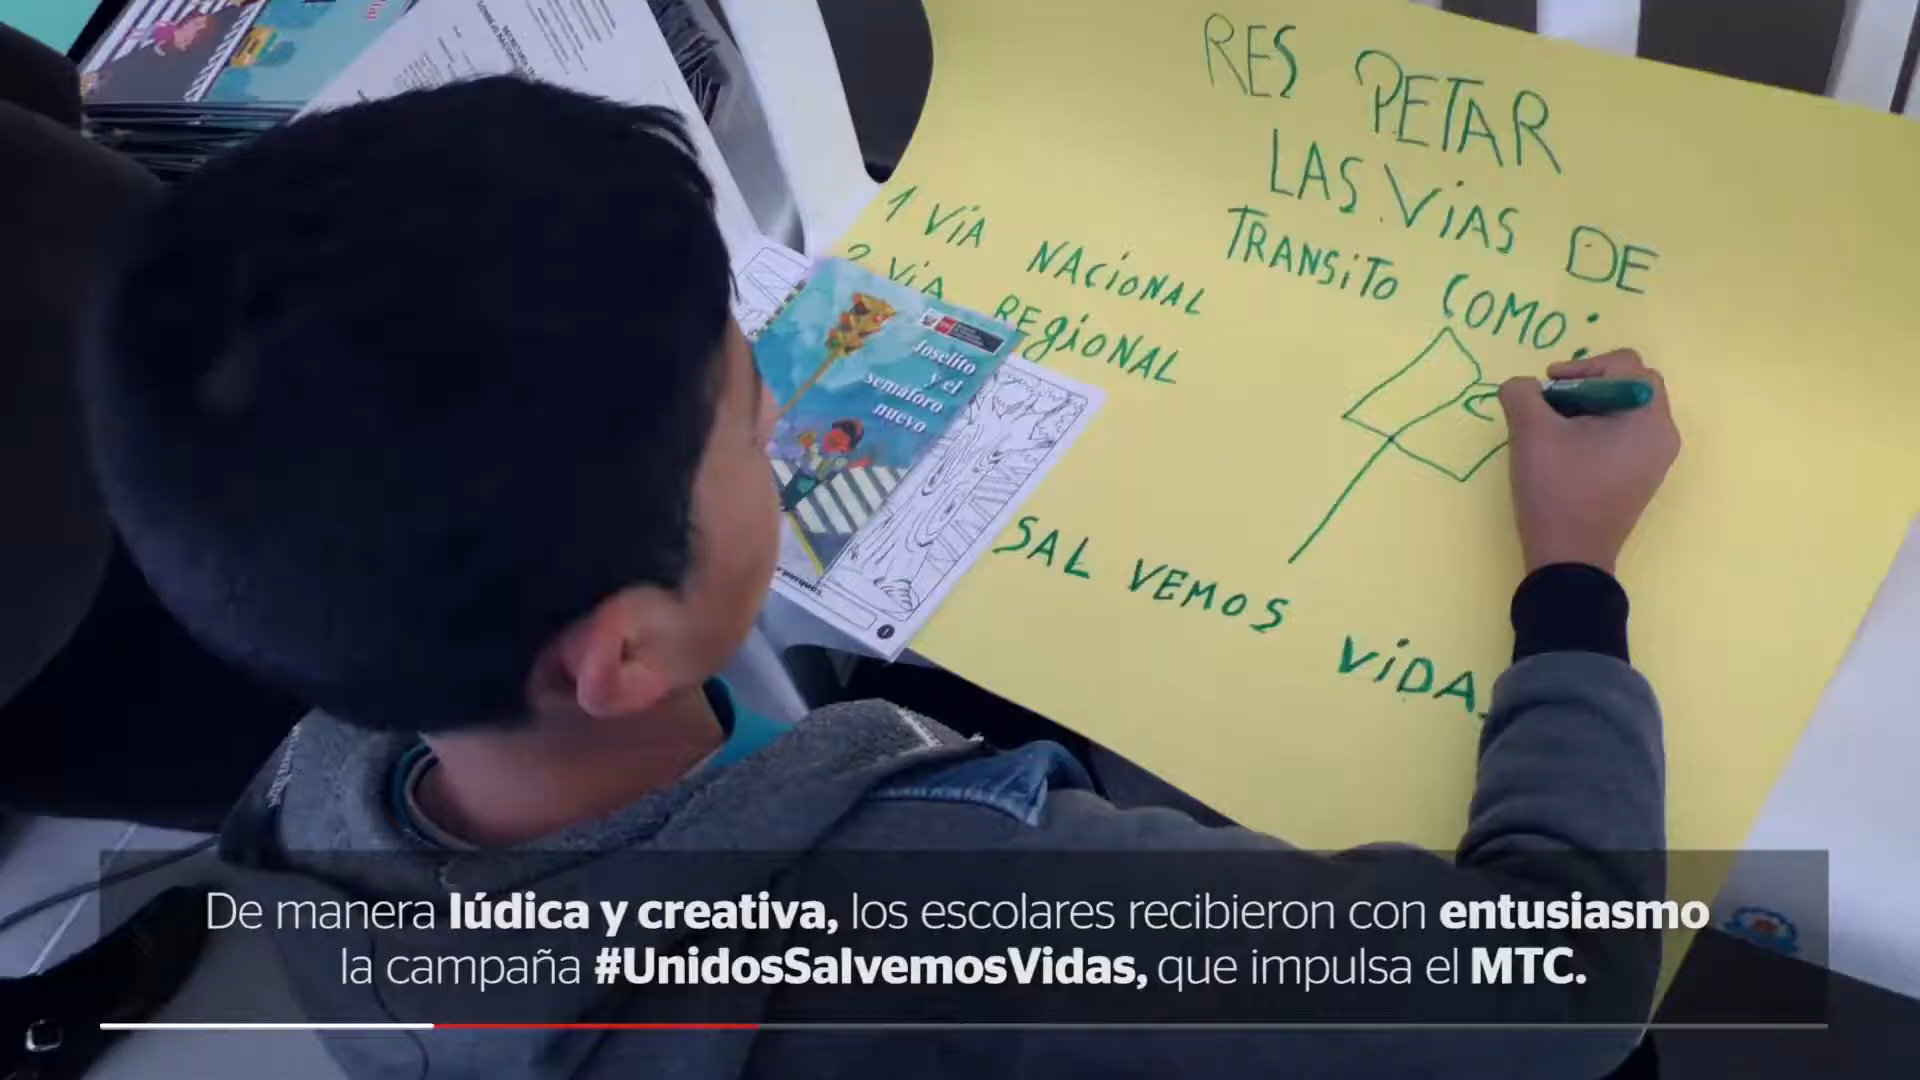 RES PETAR
LAS VIAS DE
TRANSITO COMO:
1 VIA NACIONAL
2 VIA REGIONAL
Joselito
y el
semáforo
nuevo
SAL VEMOS VIDA
1
De manera lúdica y creativa, los escolares recibieron con entusiasmo
la campaña #UnidosSalvemosVidas, que impulsa el MTC.